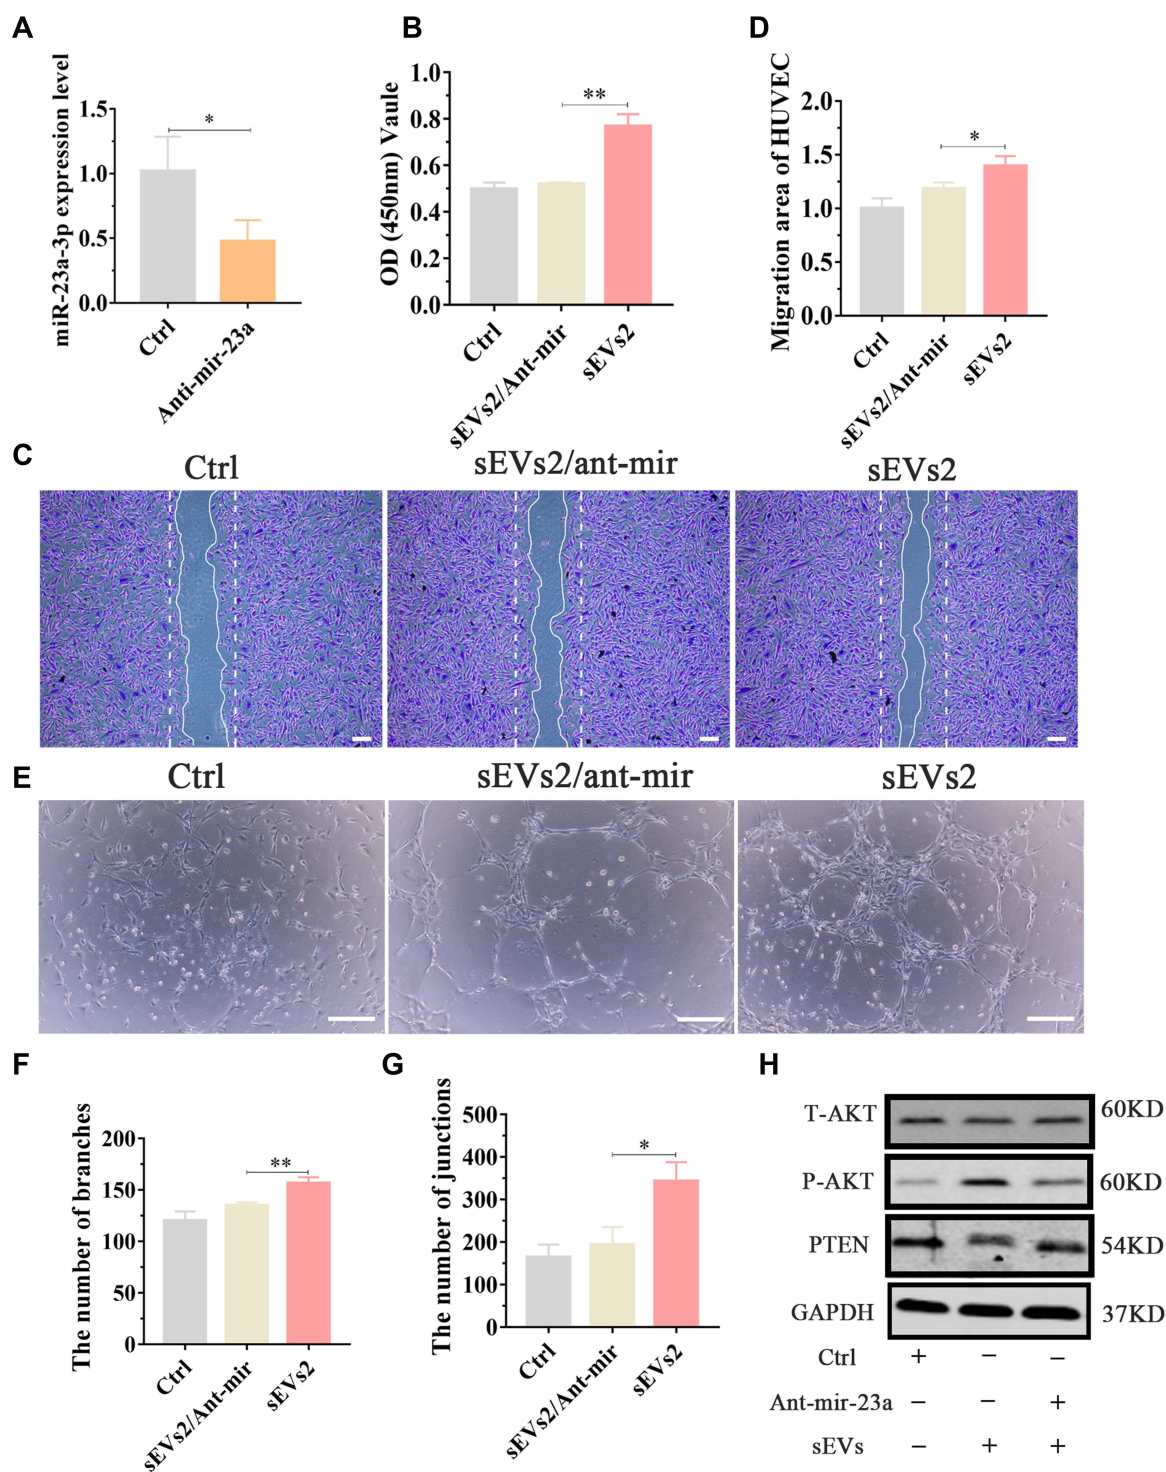 A
miR-23a-3p expression level
1.5
1.0
0.5
0.0
*
Ctrl
Anti-mir-23a
B
OD (450nm) Vaule
1.0
0.8
0.6
0.4
0.2
0.0
**
Ctrl
sEVs2/Ant-mir
sEVs2
D
Migration area of HUVEC
2.0
1.5
1.0
0.5
0.0
*
Ctrl
sEVs2/Ant-mir
sEVs2
C
Ctrl
sEVs2/ant-mir
sEVs2
E
Ctrl
sEVs2/ant-mir
sEVs2
F
The number of branches
200
150
100
50
0
**
Ctrl
sEVs2/Ant-mir
sEVs2
G
The number of junctions
500
400
300
200
100
0
*
Ctrl
sEVs2/Ant-mir
sEVs2
H
T-AKT 60KD
P-AKT 60KD
PTEN 54KD
GAPDH 37KD
Ctrl + − −
Ant-mir-23a − − +
sEVs − + +